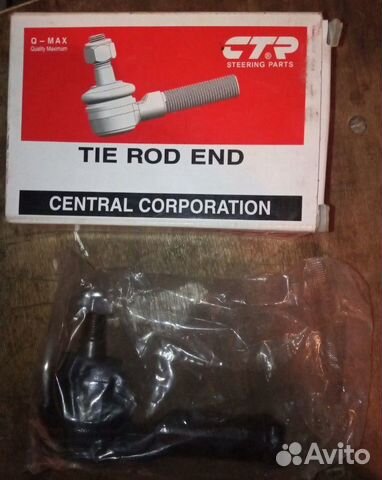 Q-MAX
Quality Maximum
CTR
®
STEERING PARTS
TIE ROD END
CENTRAL CORPORATION
Avito